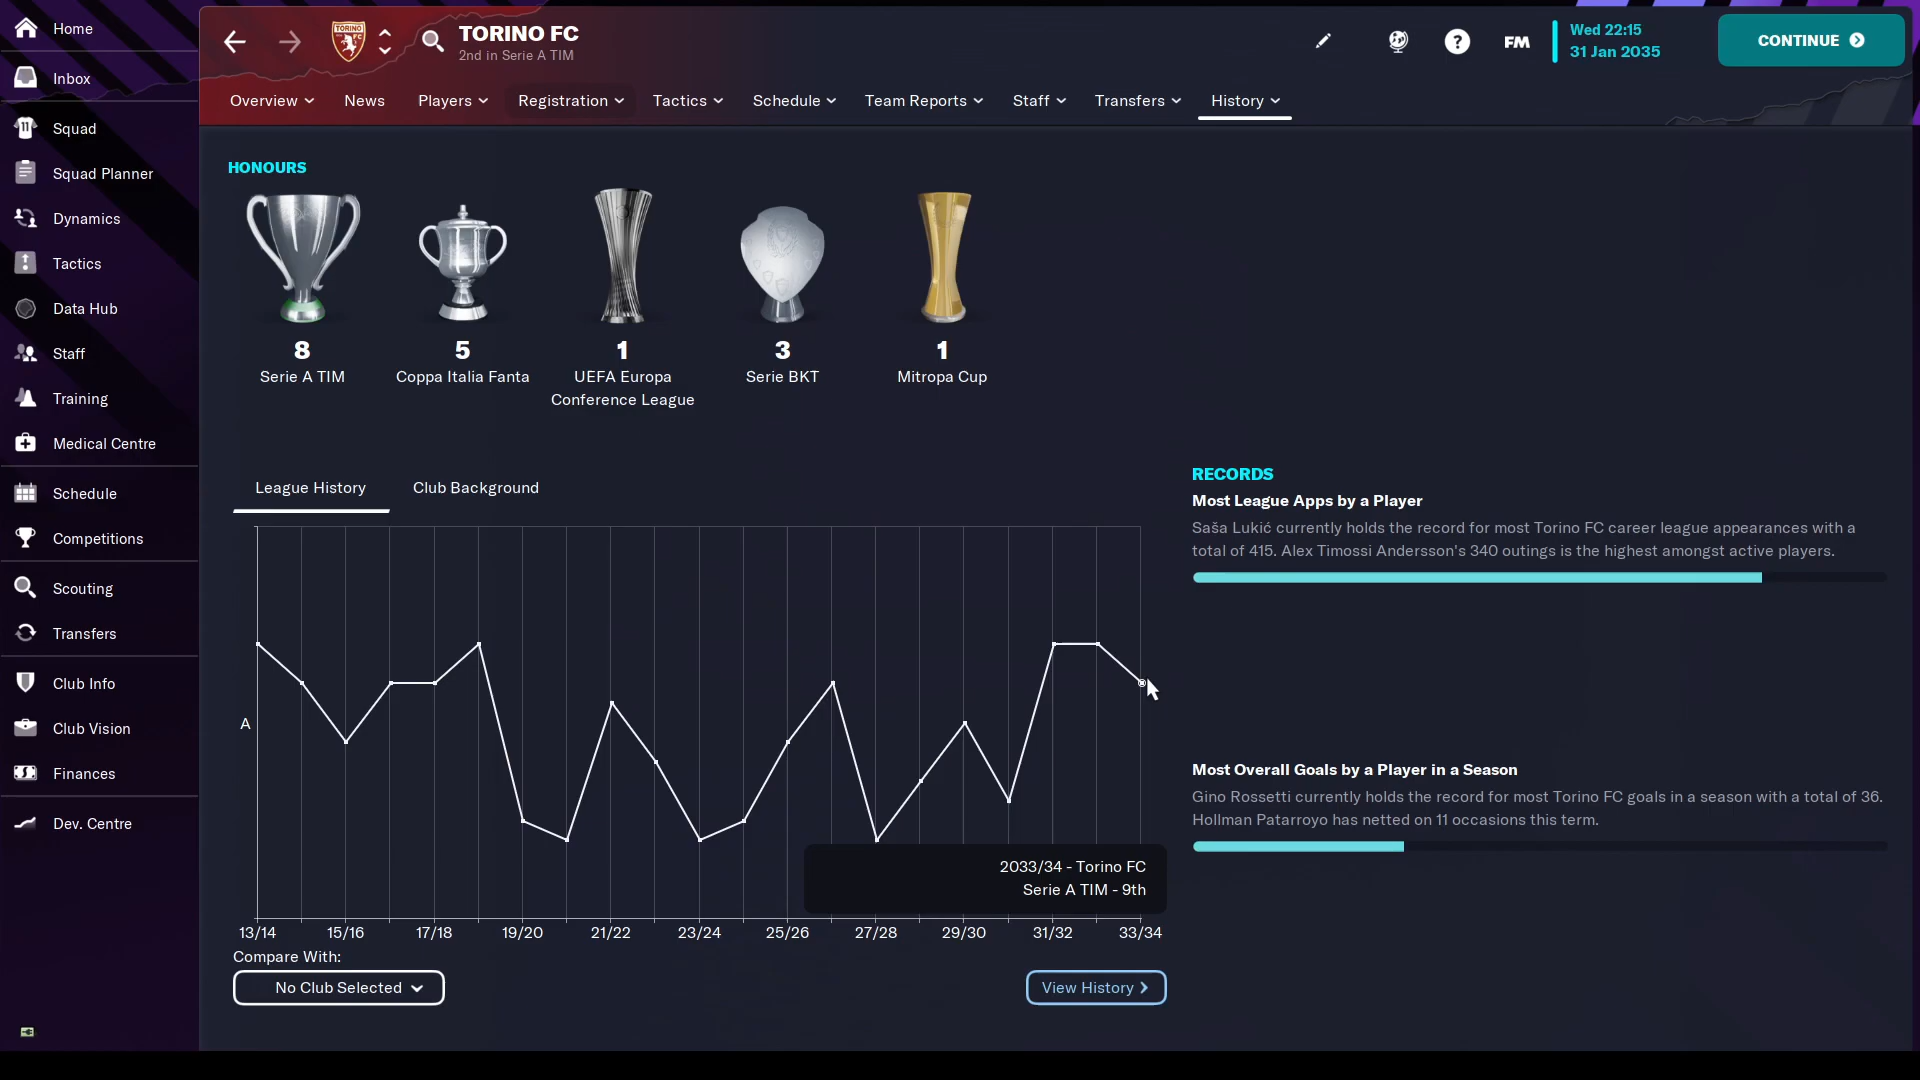 Home
Inbox
Squad
Squad Planner
Dynamics
Tactics
Data Hub
Staff
Training
Medical Centre
Schedule
Competitions
Scouting
Transfers
Club Info
Club Vision
Finances
Dev. Centre
TORINO FC
2nd in Serie A TIM
FM
Wed 22:15
31 Jan 2035
CONTINUE
Overview News Players Registration Tactics Schedule Team Reports Staff Transfers History
HONOURS
8 5 1 3 1
Serie A TIM Coppa Italia Fanta UEFA Europa Serie BKT Mitropa Cup
Conference League
League History Club Background
A
2033/34 - Torino FC
Serie A TIM - 9th
13/14 15/16 17/18 19/20 21/22 23/24 25/26 27/28 29/30 31/32 33/34
Compare With:
No Club Selected
View History
RECORDS
Most League Apps by a Player
Saša Lukić currently holds the record for most Torino FC career league appearances with a
total of 415. Alex Timossi Andersson's 340 outings is the highest amongst active players.
Most Overall Goals by a Player in a Season
Gino Rossetti currently holds the record for most Torino FC goals in a season with a total of 36.
Hollman Patarroyo has netted on 11 occasions this term.